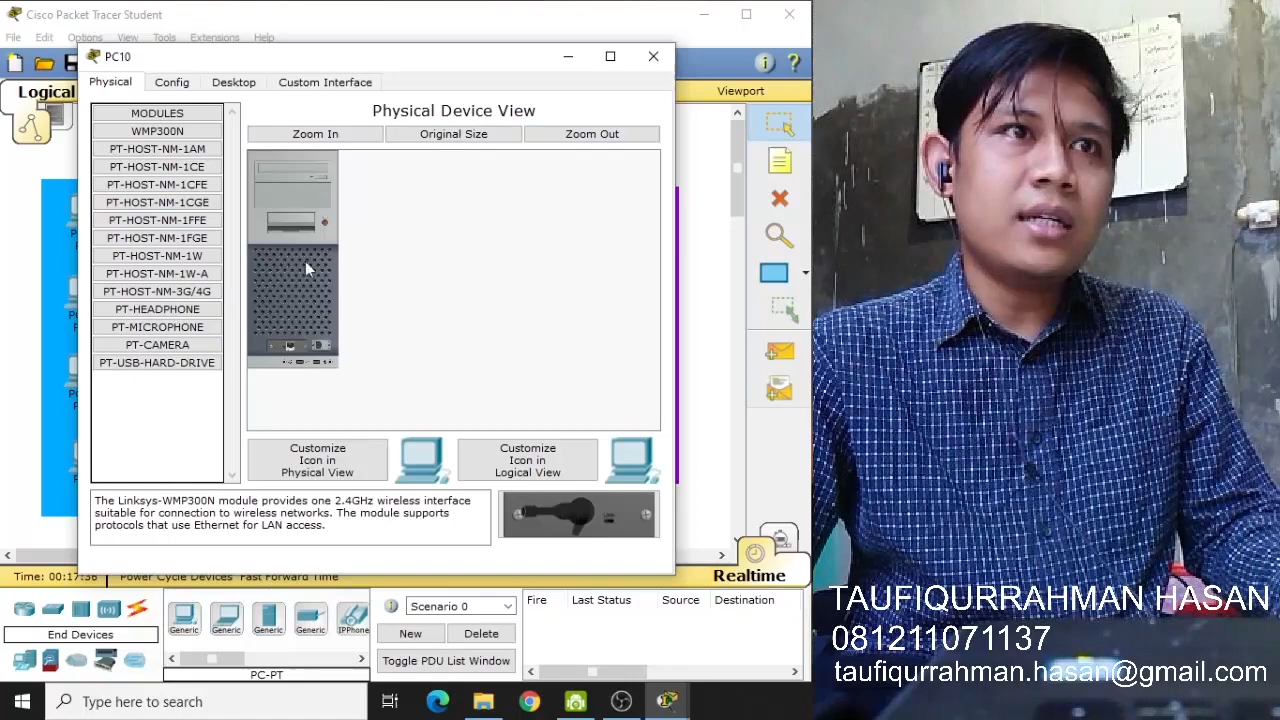 Cisco Packet Tracer Student
File Edit Options View Tools Extensions Help
Logical
Viewport
PC10
Physical Config Desktop Custom Interface
MODULES
WMP300N
PT-HOST-NM-1AM
PT-HOST-NM-1CE
PT-HOST-NM-1CFE
PT-HOST-NM-1CGE
PT-HOST-NM-1FFE
PT-HOST-NM-1FGE
PT-HOST-NM-1W
PT-HOST-NM-1W-A
PT-HOST-NM-3G/4G
PT-HEADPHONE
PT-MICROPHONE
PT-CAMERA
PT-USB-HARD-DRIVE
Physical Device View
Zoom In Original Size Zoom Out
Customize
Icon in
Physical View
Customize
Icon in
Logical View
The Linksys-WMP300N module provides one 2.4GHz wireless interface
suitable for connection to wireless networks. The module supports
protocols that use Ethernet for LAN access.
Time: 00:17:36 Power Cycle Devices Fast Forward Time
Realtime
End Devices
Generic Generic Generic Generic IPPhone
PC-PT
Scenario 0
New Delete
Toggle PDU List Window
Fire Last Status Source Destination
Type here to search
TAUFIQURRAHMAN HASAN
081211071137
taufiqurrahman.hasan@gmail.com